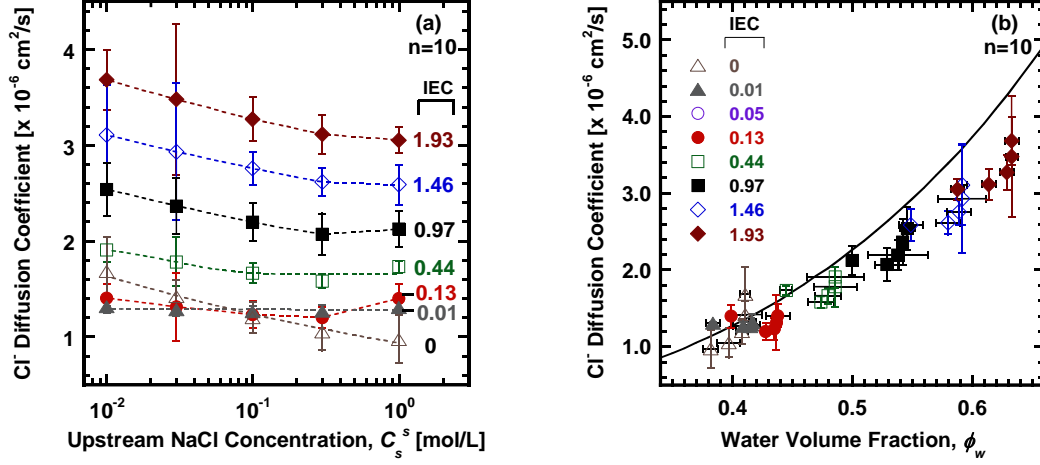 (a)
n=10
IEC
1.93
1.46
0.97
0.44
0.13
0.01
0
4
3
2
1
Cl⁻ Diffusion Coefficient [x 10⁻⁶ cm²/s]
10⁻² 10⁻¹ 10⁰
Upstream NaCl Concentration, Cₛˢ [mol/L]
(b)
n=10
IEC
0
0.01
0.05
0.13
0.44
0.97
1.46
1.93
5.0
4.0
3.0
2.0
1.0
Cl⁻ Diffusion Coefficient [x 10⁻⁶ cm²/s]
0.4 0.5 0.6
Water Volume Fraction, ϕ_w